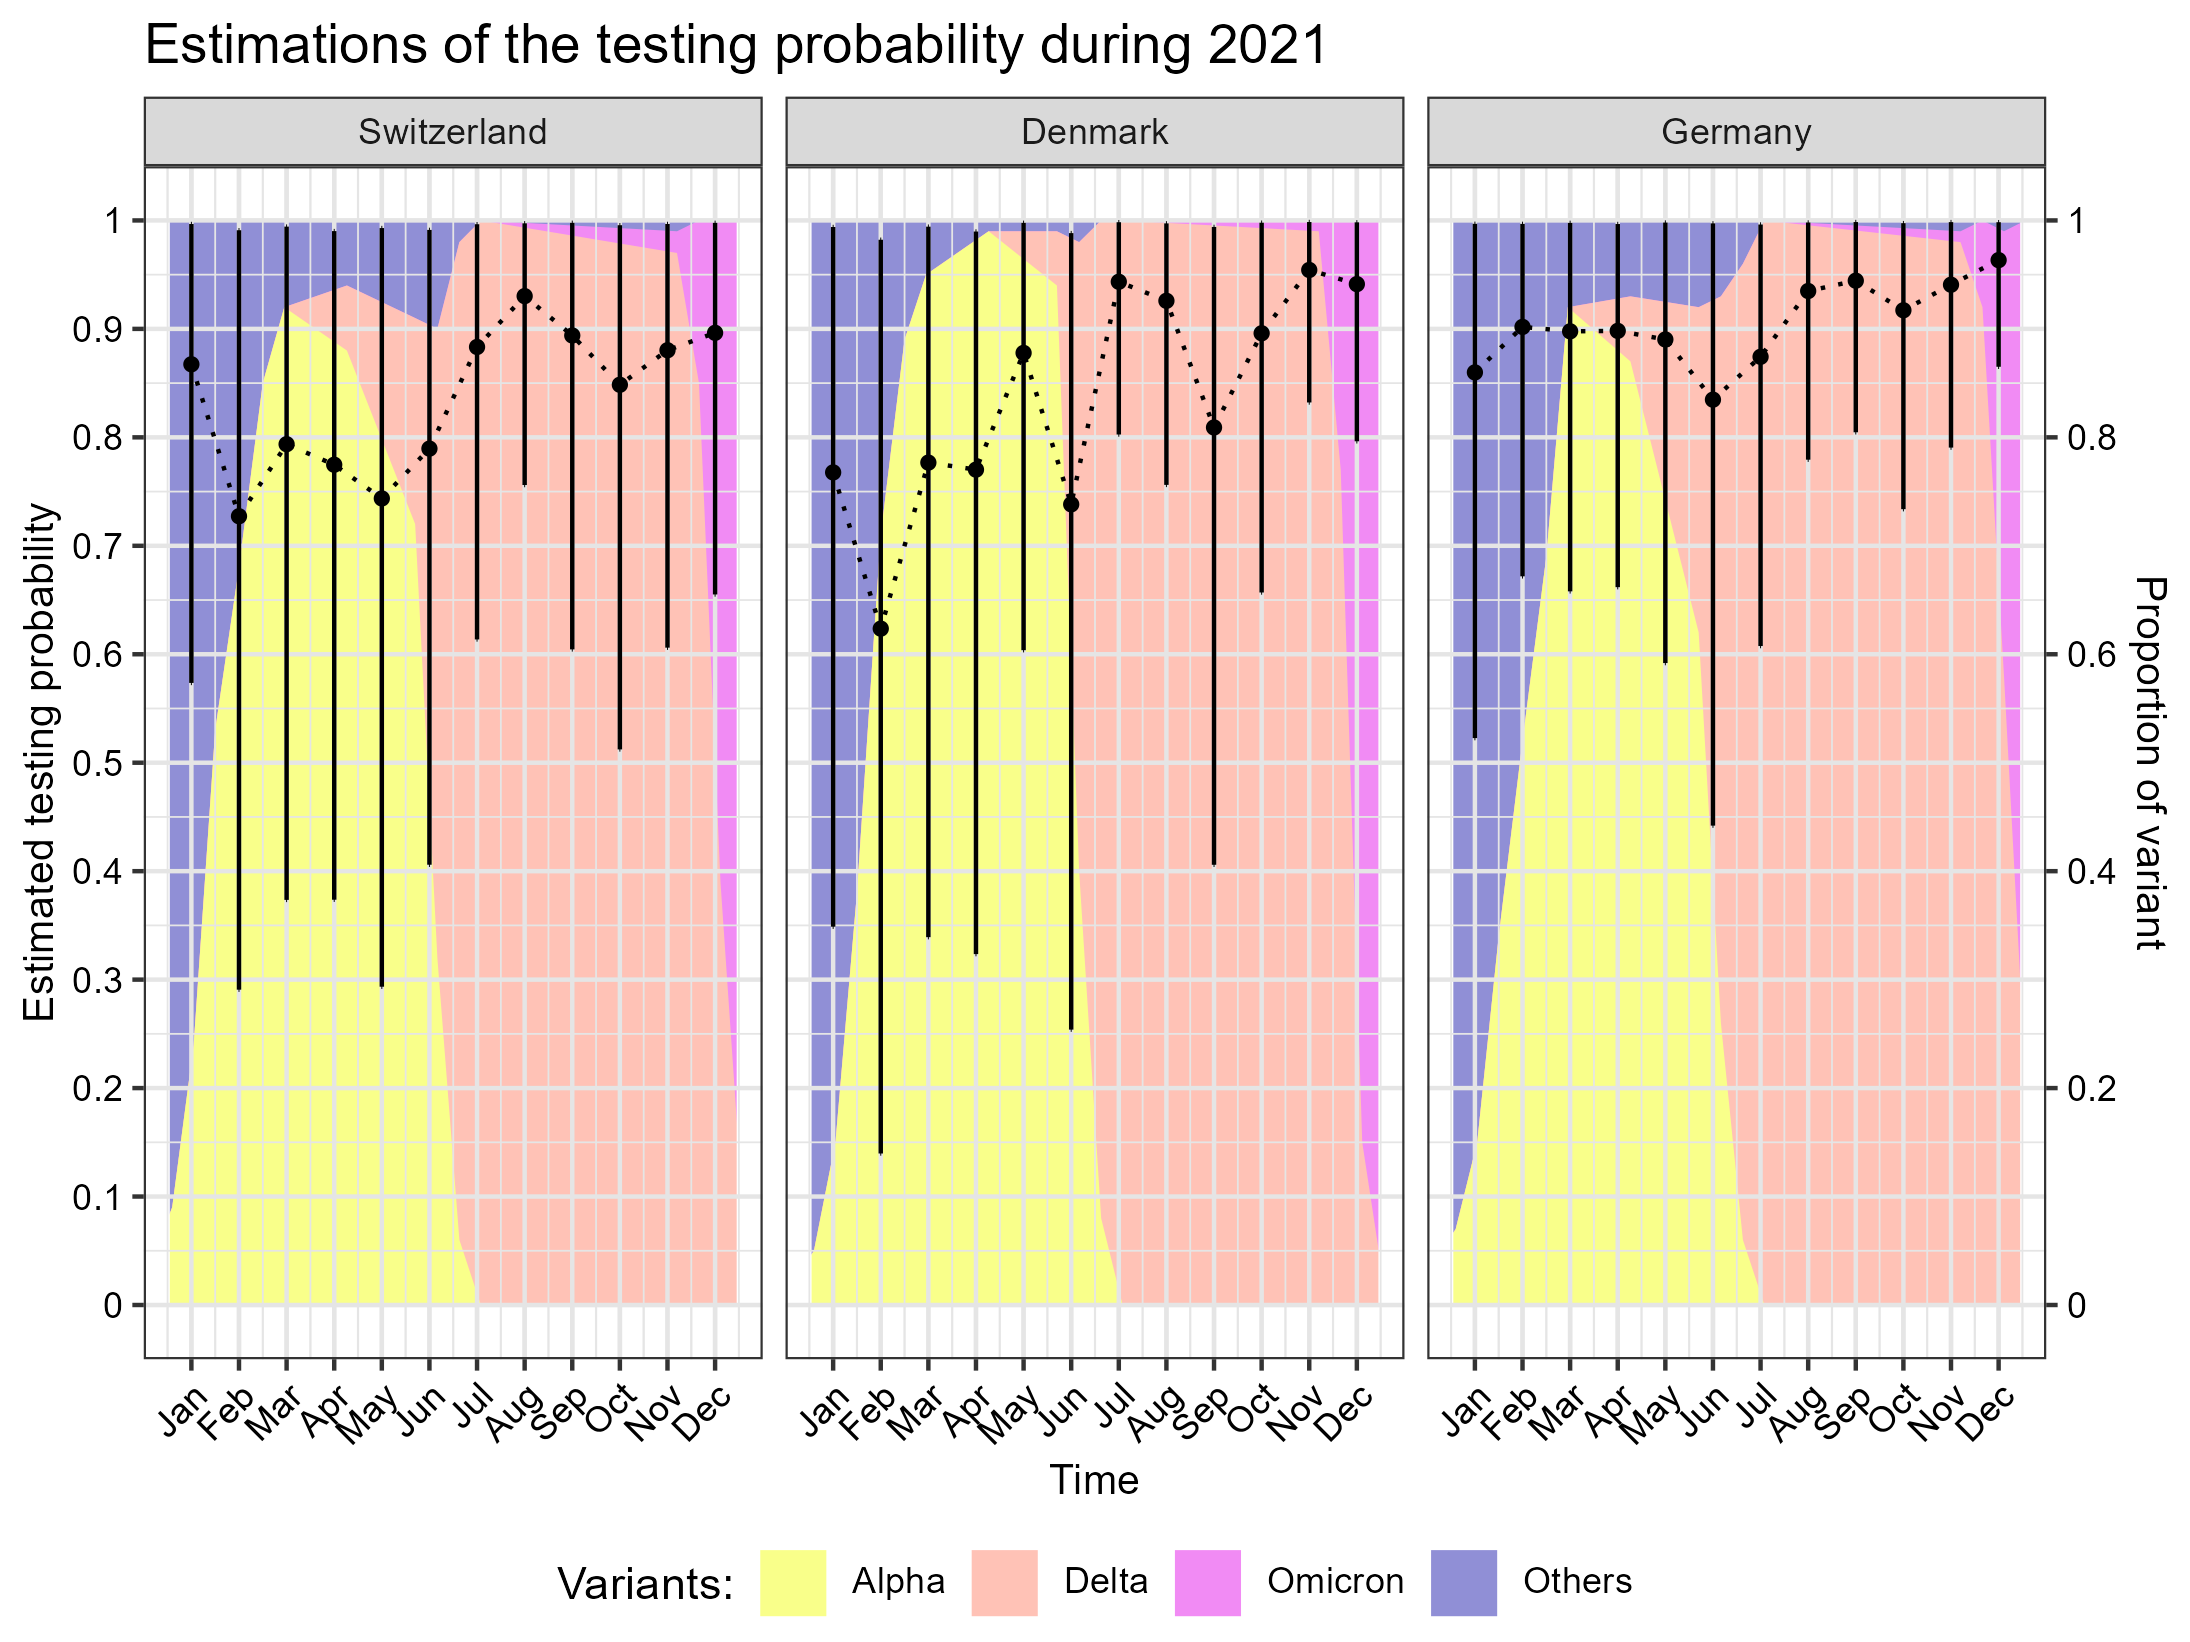 Estimations of the testing probability during 2021
Switzerland
Denmark
Germany
Estimated testing probability
1
0.9
0.8
0.7
0.6
0.5
0.4
0.3
0.2
0.1
0
1
0.8
0.6
0.4
0.2
0
Proportion of variant
Jan Feb Mar Apr May Jun Jul Aug Sep Oct Nov Dec
Jan Feb Mar Apr May Jun Jul Aug Sep Oct Nov Dec
Jan Feb Mar Apr May Jun Jul Aug Sep Oct Nov Dec
Time
Variants: Alpha Delta Omicron Others